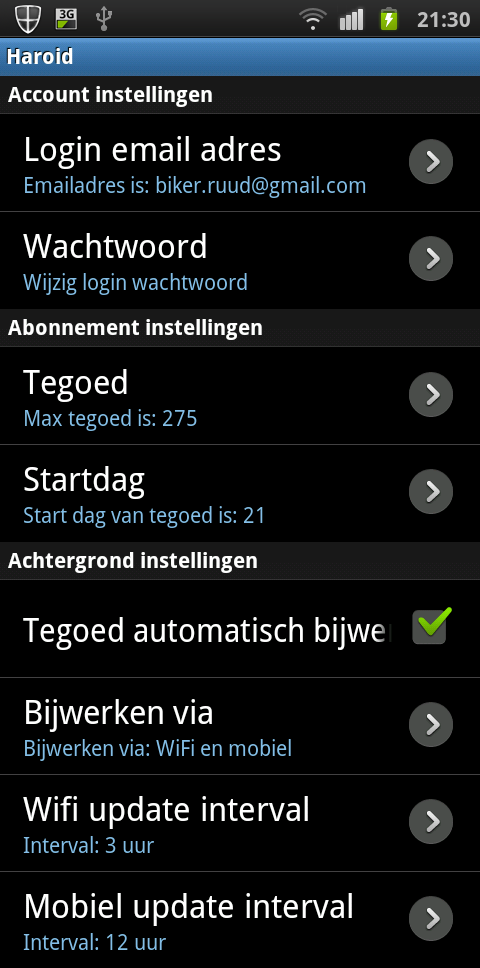 3G
21:30
Haroid
Account instellingen
Login email adres
Emailadres is: biker.ruud@gmail.com
Wachtwoord
Wijzig login wachtwoord
Abonnement instellingen
Tegoed
Max tegoed is: 275
Startdag
Start dag van tegoed is: 21
Achtergrond instellingen
Tegoed automatisch bijwe
Bijwerken via
Bijwerken via: WiFi en mobiel
Wifi update interval
Interval: 3 uur
Mobiel update interval
Interval: 12 uur